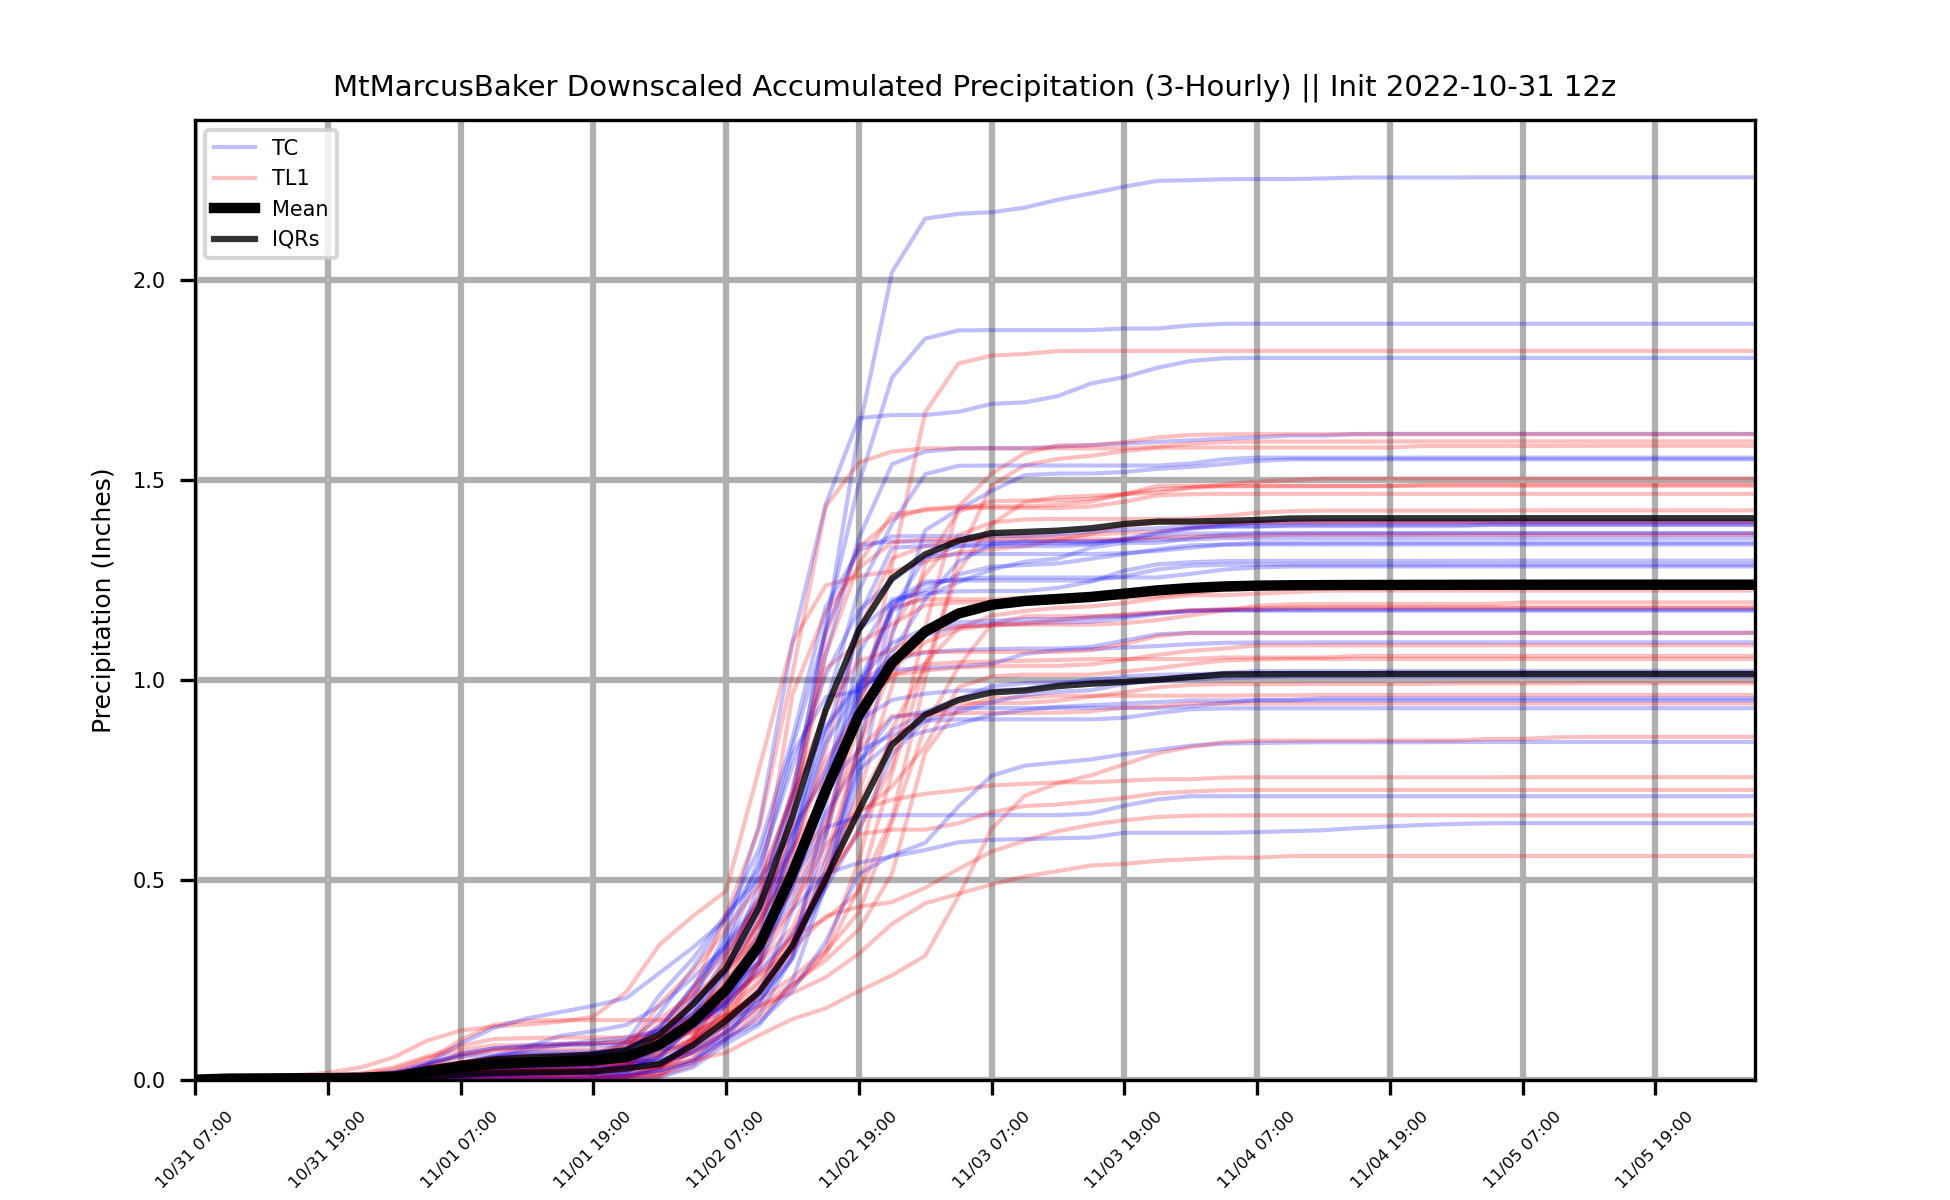 MtMarcusBaker Downscaled Accumulated Precipitation (3-Hourly) || Init 2022-10-31 12z
TC
TL1
Mean
IQRs
Precipitation (Inches)
2.0
1.5
1.0
0.5
0.0
10/31 07:00
10/31 19:00
11/01 07:00
11/01 19:00
11/02 07:00
11/02 19:00
11/03 07:00
11/03 19:00
11/04 07:00
11/04 19:00
11/05 07:00
11/05 19:00